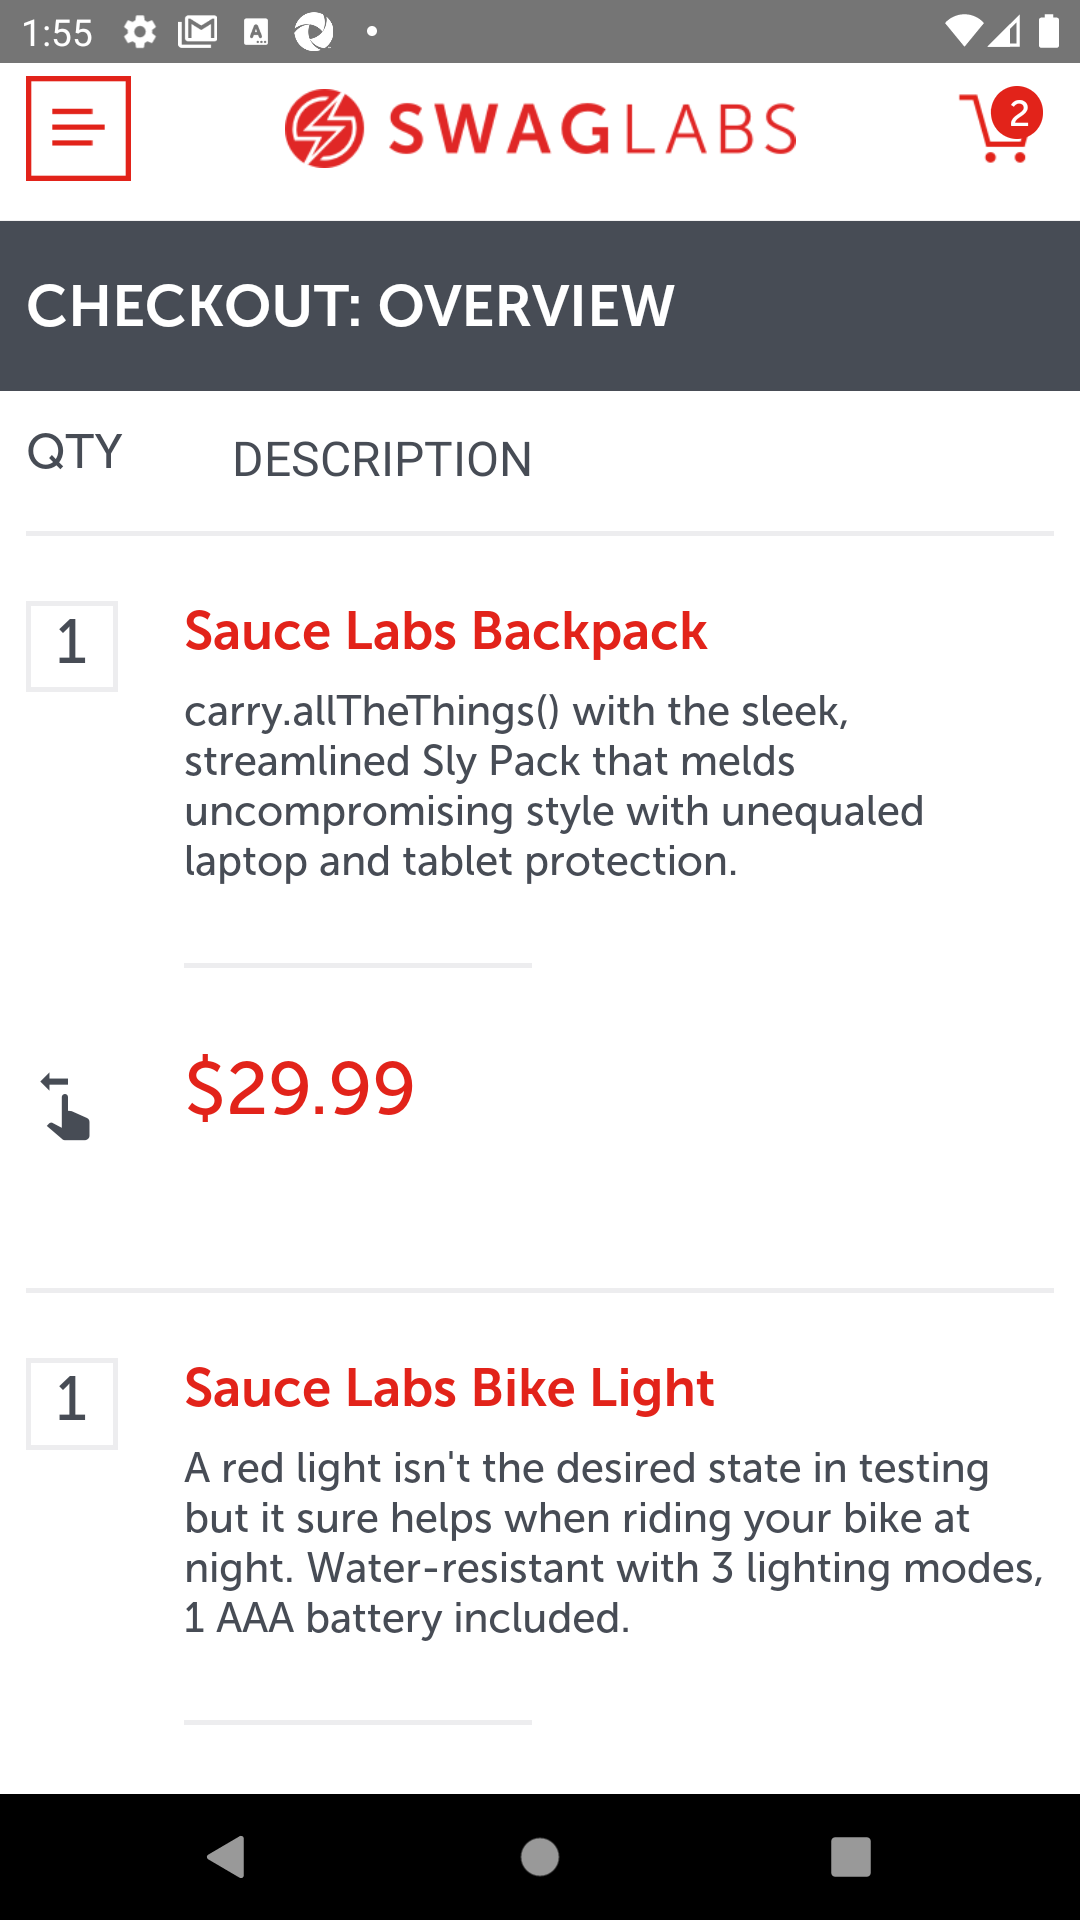 1:55
SWAGLABS
2
CHECKOUT: OVERVIEW
QTY DESCRIPTION
1 Sauce Labs Backpack
carry.allTheThings() with the sleek,
streamlined Sly Pack that melds
uncompromising style with unequaled
laptop and tablet protection.
$29.99
1 Sauce Labs Bike Light
A red light isn't the desired state in testing
but it sure helps when riding your bike at
night. Water-resistant with 3 lighting modes,
1 AAA battery included.